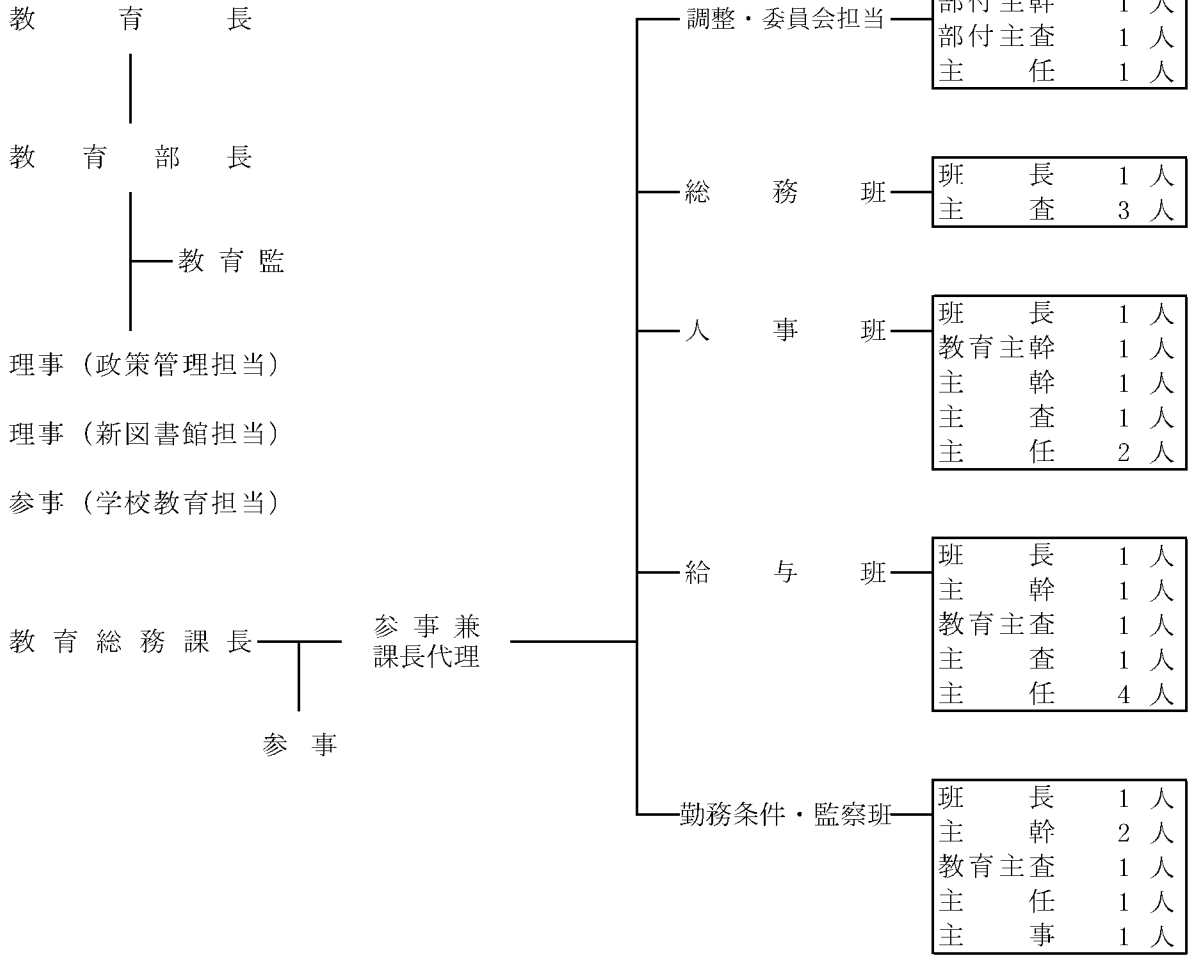 教育長
教育部長
教育監
理事（政策管理担当）
理事（新図書館担当）
参事（学校教育担当）
教育総務課長
参事兼
課長代理
参事
調整・委員会担当
部付主幹 1 人
部付主査 1 人
主任 1 人
総務班
班長 1 人
主査 3 人
人事班
班長 1 人
教育主幹 1 人
主幹 1 人
主査 1 人
主任 2 人
給与班
班長 1 人
主幹 1 人
教育主査 1 人
主査 1 人
主任 4 人
勤務条件・監察班
班長 1 人
主幹 2 人
教育主査 1 人
主任 1 人
主事 1 人